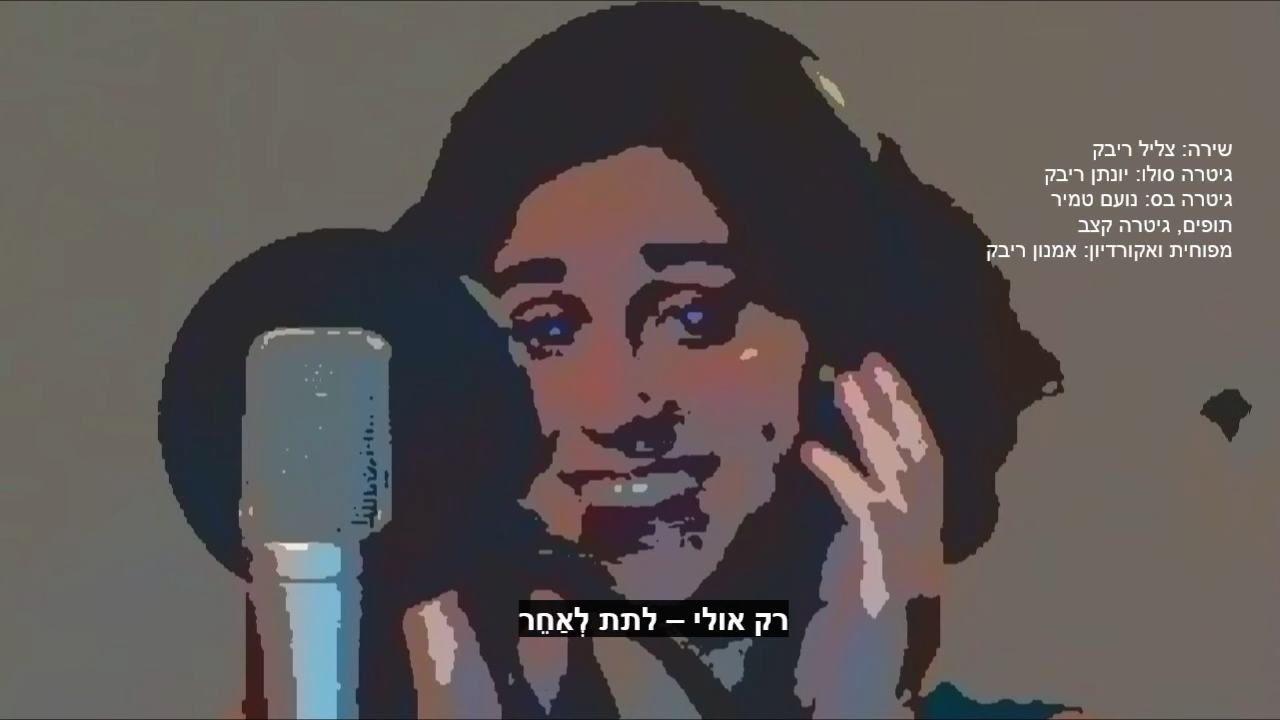 שירה: צליל ריבק
גיטרה סולו: יונתן ריבק
גיטרה בס: נועם טמיר
תופים, גיטרה קצב
מפוחית ואקורדיון: אמנון ריבק
רק אולי – לתת לְאַחֵר